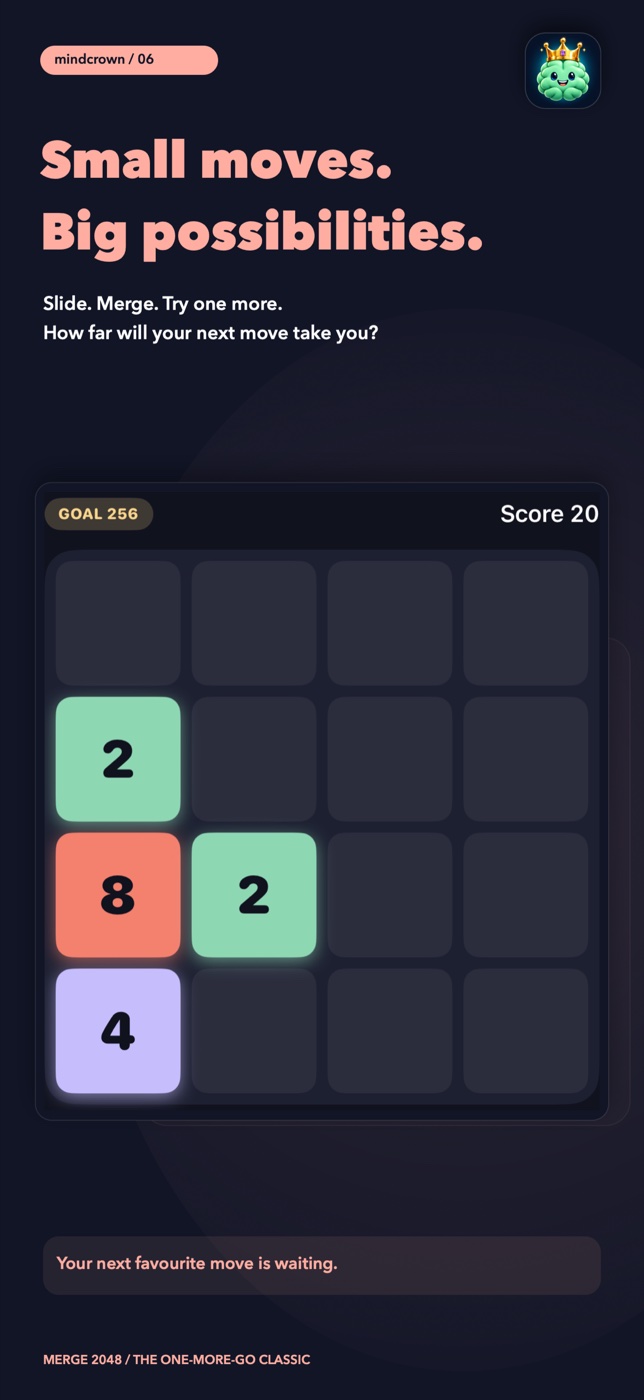 mindcrown / 06
Small moves.
Big possibilities.
Slide. Merge. Try one more.
How far will your next move take you?
GOAL 256
Score 20
2
8 2
4
Your next favourite move is waiting.
MERGE 2048 / THE ONE-MORE-GO CLASSIC